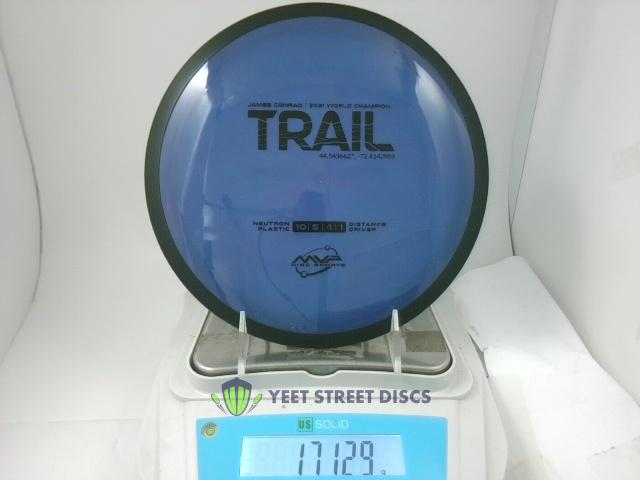 JAMES CONRAD | 2021 WORLD CHAMPION
TRAIL
44.5436627°, -72.6142903
NEUTRON PLASTIC
10 | 5 | -1 | 1
DISTANCE DRIVER
MVP
DISC SPORTS
YEET STREET DISCS
US SOLID
171.29 g